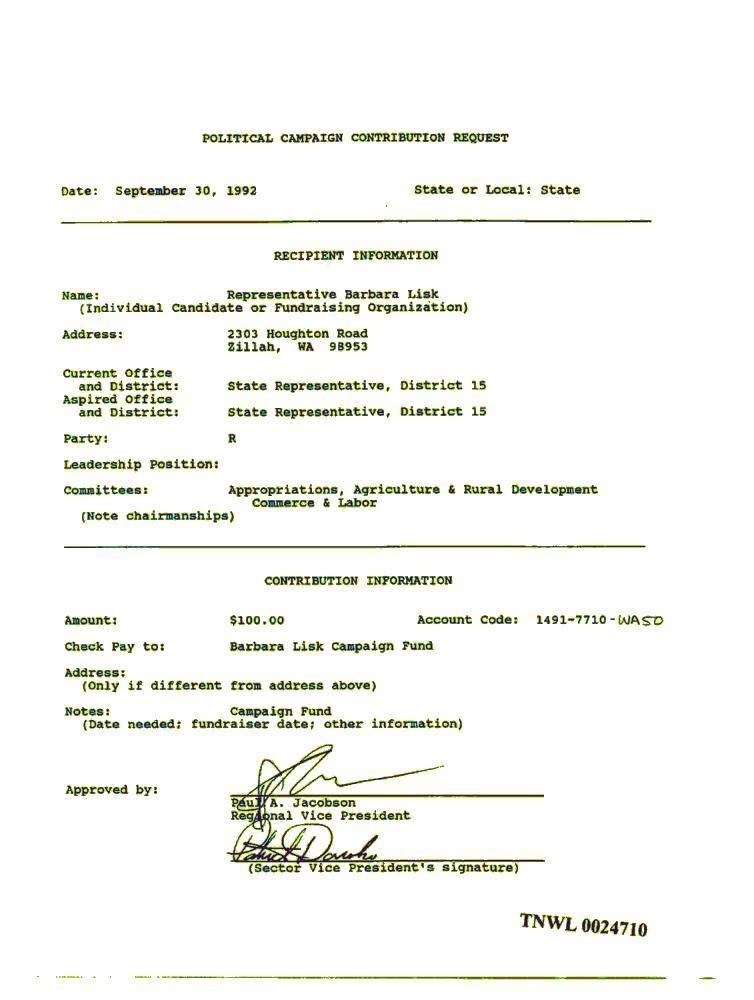 POLITICAL CAMPAIGN CONTRIBUTION REQUEST
Date: September 30, 1992 State or Local: State
RECIPIENT INFORMATION
Name: Representative Barbara Lisk
(Individual Candidate or Fundraising Organization)
Address: 2303 Houghton Road
Zillah, WA 98953
Current Office
and District: State Representative, District 15
Aspired Office
and District: State Representative, District 15
Party: R
Leadership Position:
Committees: Appropriations, Agriculture & Rural Development
Commerce & Labor
(Note chairmanships)
CONTRIBUTION INFORMATION
Amount: $100.00 Account Code: 1491-7710-WASO
Check Pay to: Barbara Lisk Campaign Fund
Address:
(Only if different from address above)
Notes: Campaign Fund
(Date needed; fundraiser date; other information)
Approved by:
Paul A. Jacobson
Regional Vice President
(Sector Vice President's signature)
TNWL 0024710